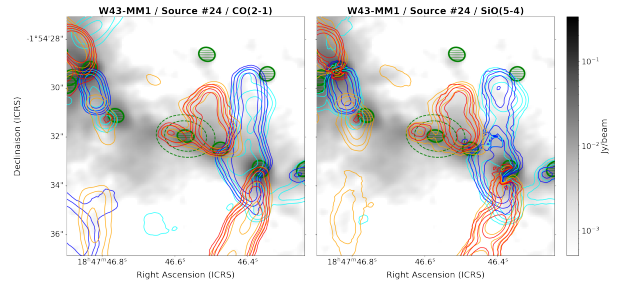 W43-MM1 / Source #24 / CO(2-1)
W43-MM1 / Source #24 / SiO(5-4)
-1°54'28"
30"
32"
34"
36"
Declination (ICRS)
18ʰ47ᵐ46.8ˢ
46.6ˢ
46.4ˢ
18ʰ47ᵐ46.8ˢ
46.6ˢ
46.4ˢ
Right Ascension (ICRS)
Right Ascension (ICRS)
10⁻¹
10⁻²
10⁻³
Jy/beam